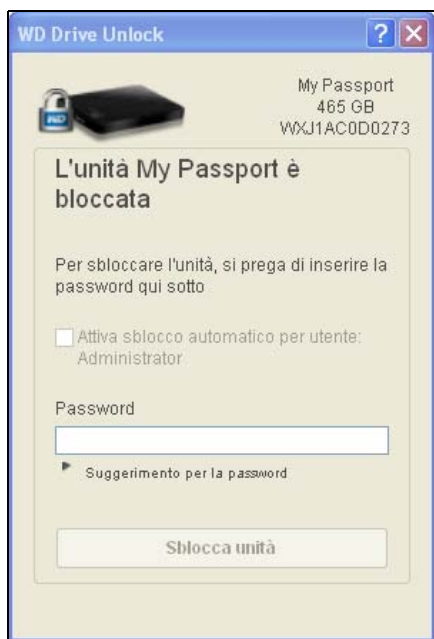 WD Drive Unlock
My Passport
465 GB
WXJ1AC0D0273
WD
L'unità My Passport è
bloccata
Per sbloccare l'unità, si prega di inserire la
password qui sotto
Attiva sblocco automatico per utente:
Administrator
Password
Suggerimento per la password
Sblocca unità